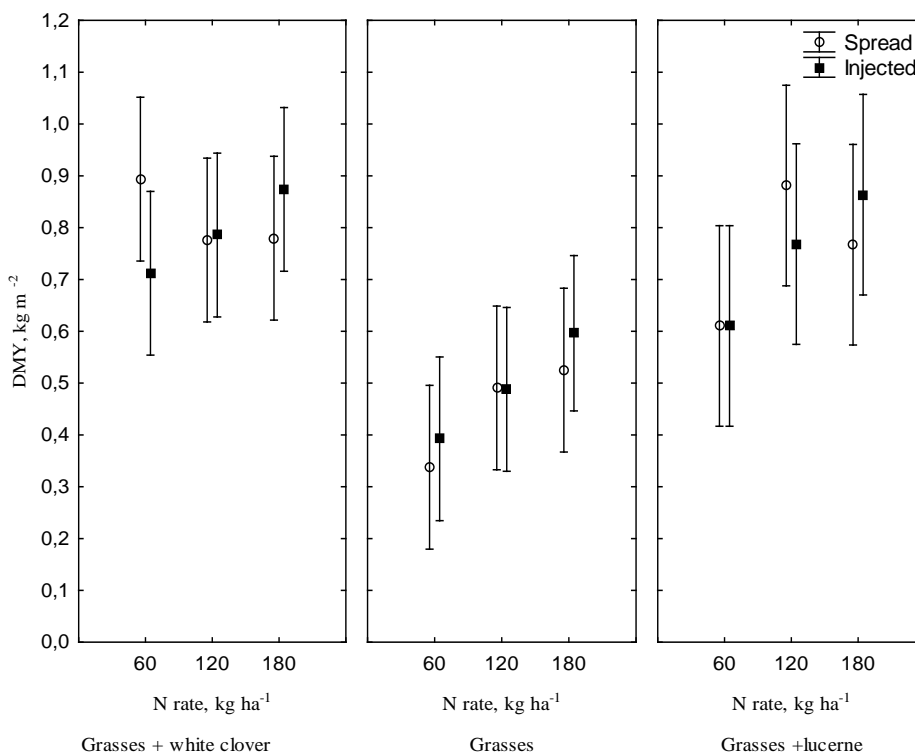 1,2
1,1
1,0
0,9
0,8
0,7
0,6
0,5
0,4
0,3
0,2
0,1
0,0
DMY, kg m -2
Spread
Injected
60 120 180
60 120 180
60 120 180
N rate, kg ha-1
N rate, kg ha-1
N rate, kg ha-1
Grasses + white clover
Grasses
Grasses +lucerne